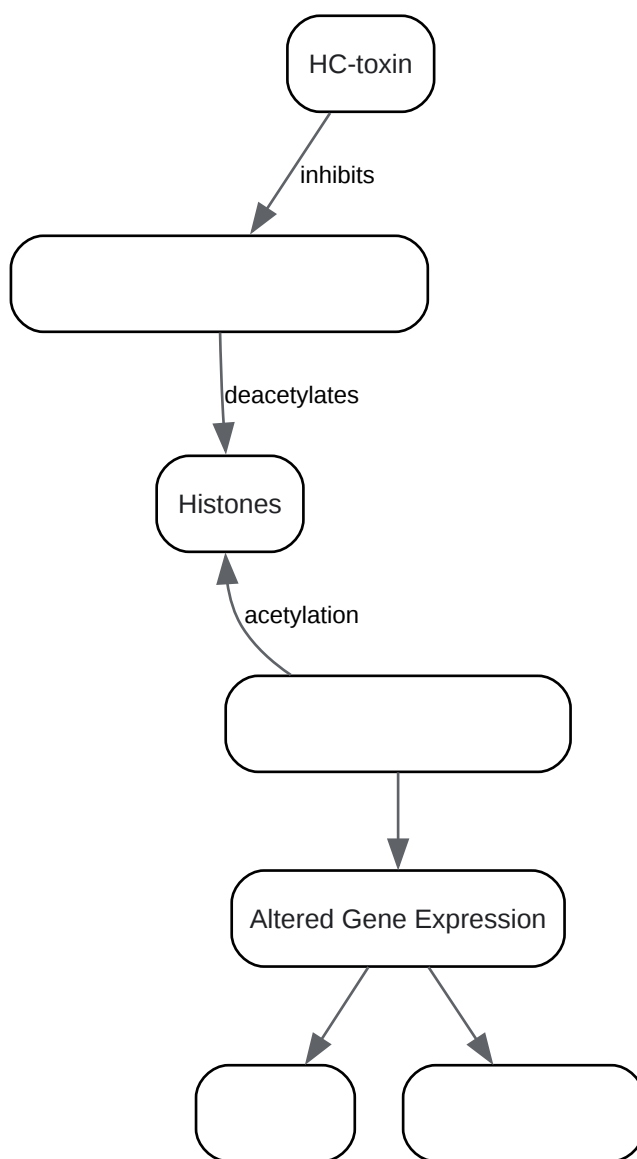 HC-toxin
inhibits
deacetylates
Histones
acetylation
Altered Gene Expression